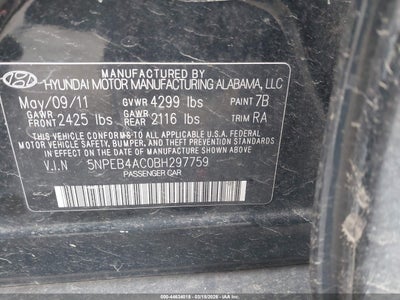 MANUFACTURED BY
HYUNDAI MOTOR MANUFACTURING ALABAMA, LLC
May/09/11 GVWR 4299 lbs PAINT 7B
GAWR FRONT 2425 lbs GAWR REAR 2116 lbs TRIM RA
THIS VEHICLE CONFORMS TO ALL APPLICABLE U.S. FEDERAL
MOTOR VEHICLE SAFETY, BUMPER, AND THEFT PREVENTION
STANDARDS IN EFFECT ON THE DATE OF MANUFACTURE SHOWN ABOVE.
V.I.N 5NPEB4AC0BH297759
PASSENGER CAR